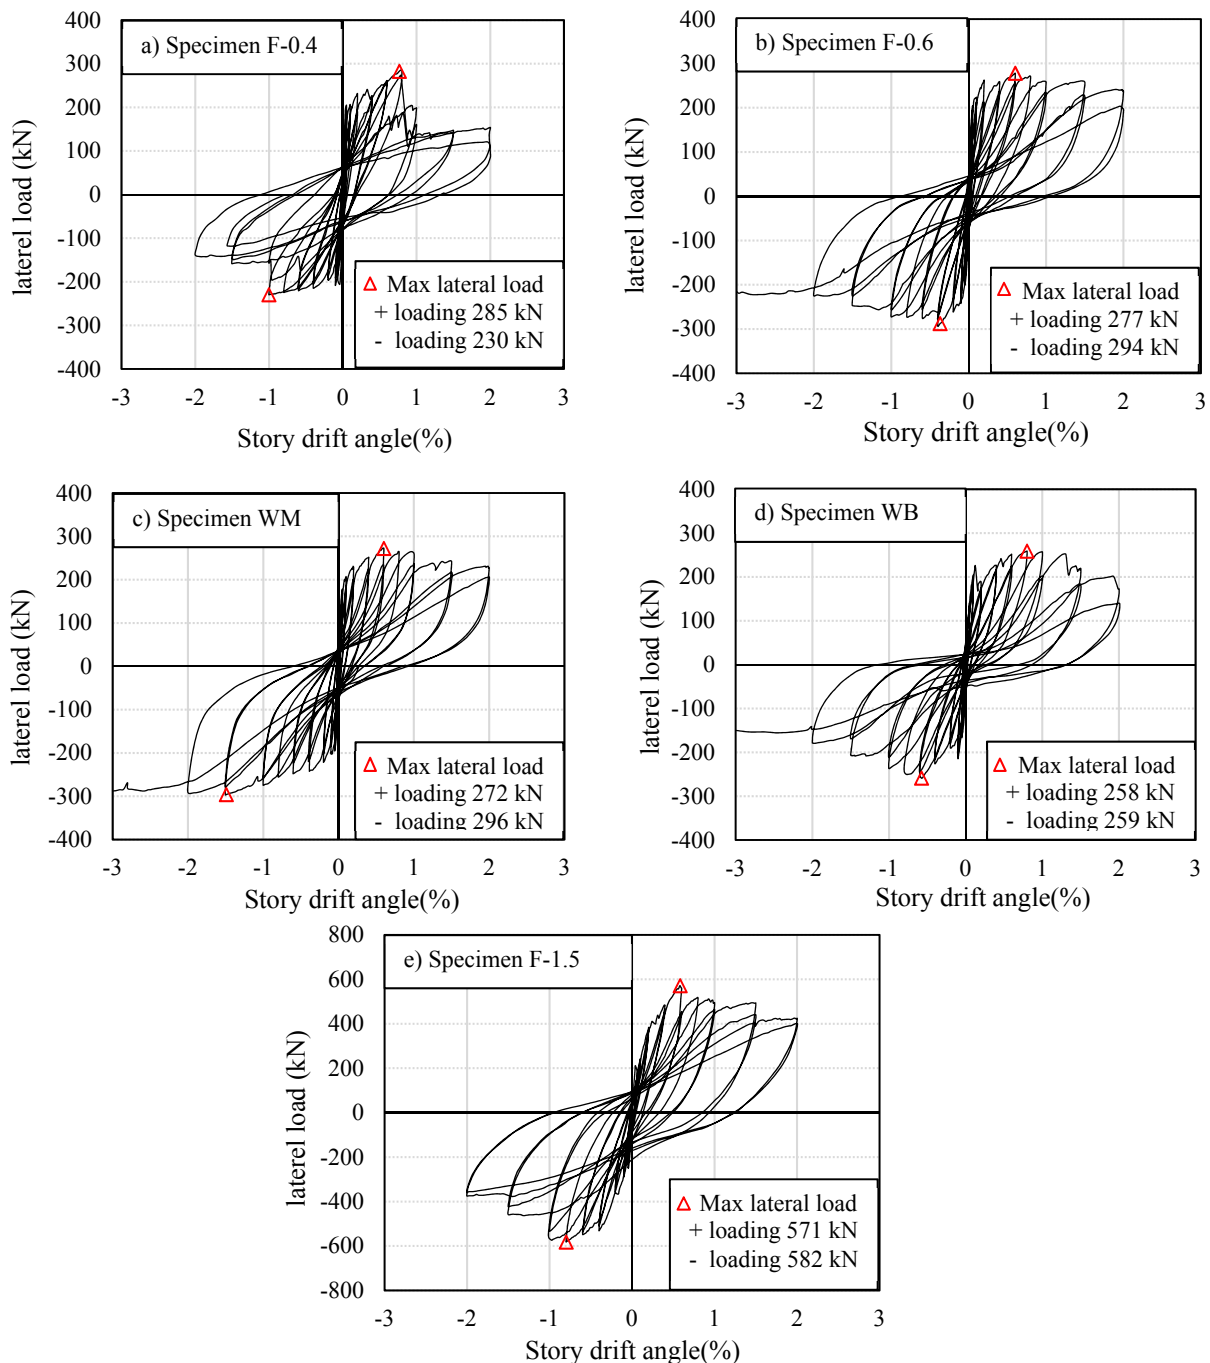 a) Specimen F-0.4
400
300
200
100
0
-100
-200
-300
-400
laterel load (kN)
Max lateral load
+ loading 285 kN
- loading 230 kN
-3 -2 -1 0 1 2 3
Story drift angle(%)
b) Specimen F-0.6
400
300
200
100
0
-100
-200
-300
-400
laterel load (kN)
Max lateral load
+ loading 277 kN
- loading 294 kN
-3 -2 -1 0 1 2 3
Story drift angle(%)
c) Specimen WM
400
300
200
100
0
-100
-200
-300
-400
laterel load (kN)
Max lateral load
+ loading 272 kN
- loading 296 kN
-3 -2 -1 0 1 2 3
Story drift angle(%)
d) Specimen WB
400
300
200
100
0
-100
-200
-300
-400
laterel load (kN)
Max lateral load
+ loading 258 kN
- loading 259 kN
-3 -2 -1 0 1 2 3
Story drift angle(%)
e) Specimen F-1.5
800
600
400
200
0
-200
-400
-600
-800
laterel load (kN)
Max lateral load
+ loading 571 kN
- loading 582 kN
-3 -2 -1 0 1 2 3
Story drift angle(%)